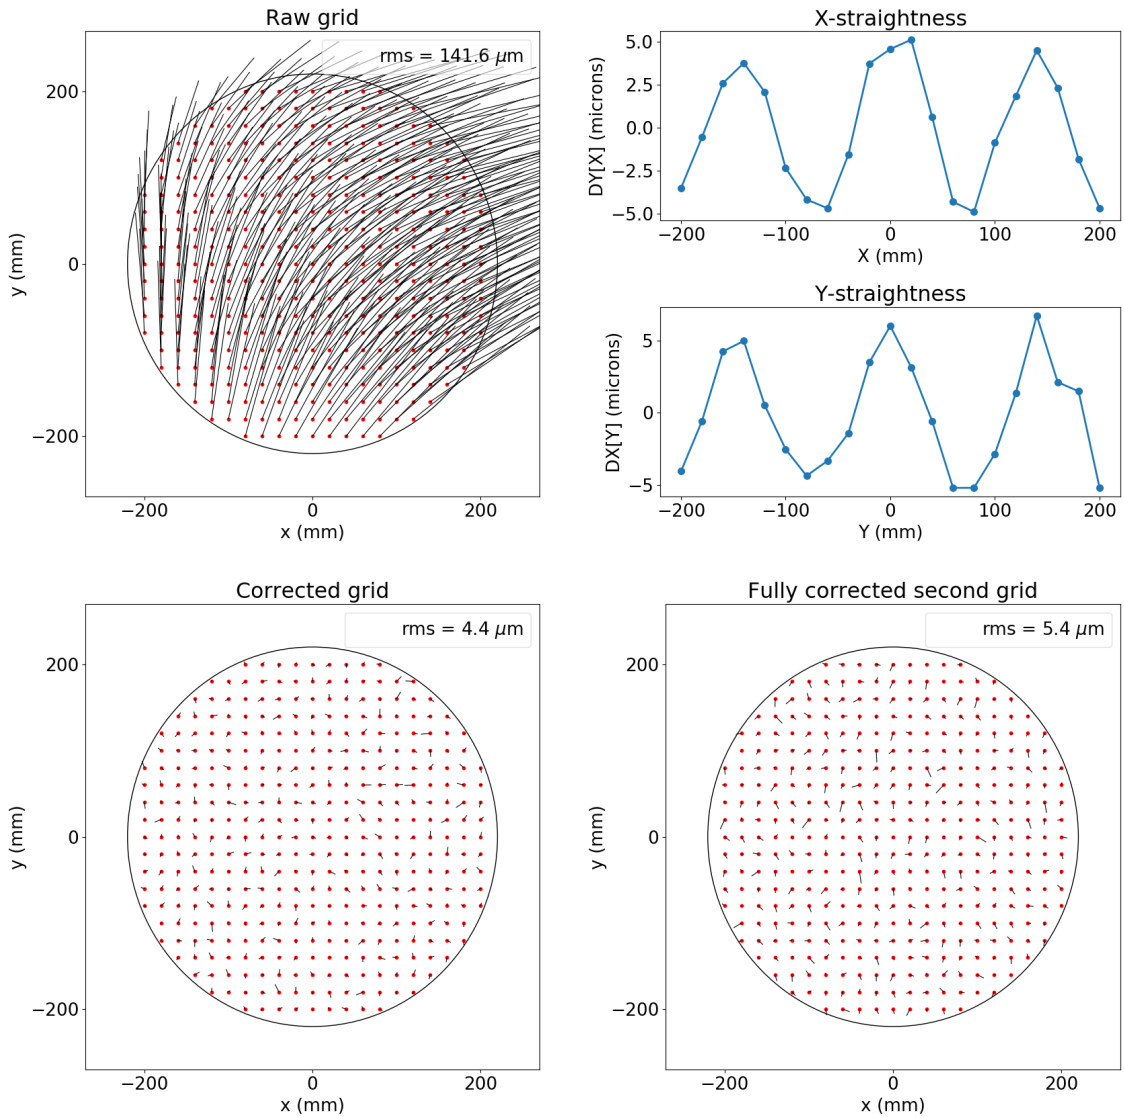 Raw grid
rms = 141.6 μm
200
0
−200
y (mm)
−200 0 200
x (mm)
X-straightness
5.0
2.5
0.0
−2.5
−5.0
DY[X] (microns)
−200 −100 0 100 200
X (mm)
Y-straightness
5
0
−5
DX[Y] (microns)
−200 −100 0 100 200
Y (mm)
Corrected grid
rms = 4.4 μm
200
0
−200
y (mm)
−200 0 200
x (mm)
Fully corrected second grid
rms = 5.4 μm
200
0
−200
y (mm)
−200 0 200
x (mm)